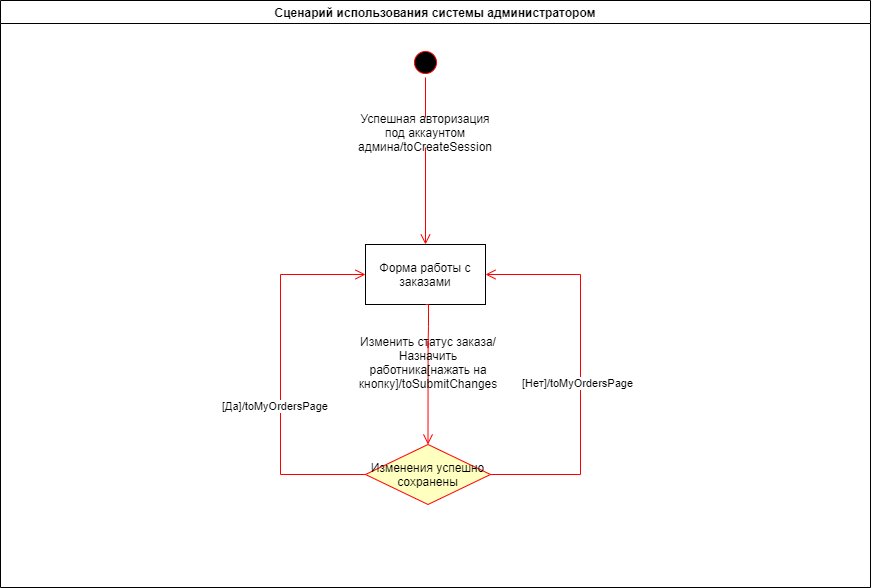 Сценарий использования системы администратором
Успешная авторизация
под аккаунтом
админа/toCreateSession
Форма работы с
заказами
Изменить статус заказа/
Назначить
работника[нажать на
кнопку]/toSubmitChanges
[Нет]/toMyOrdersPage
[Да]/toMyOrdersPage
Изменения успешно
сохранены